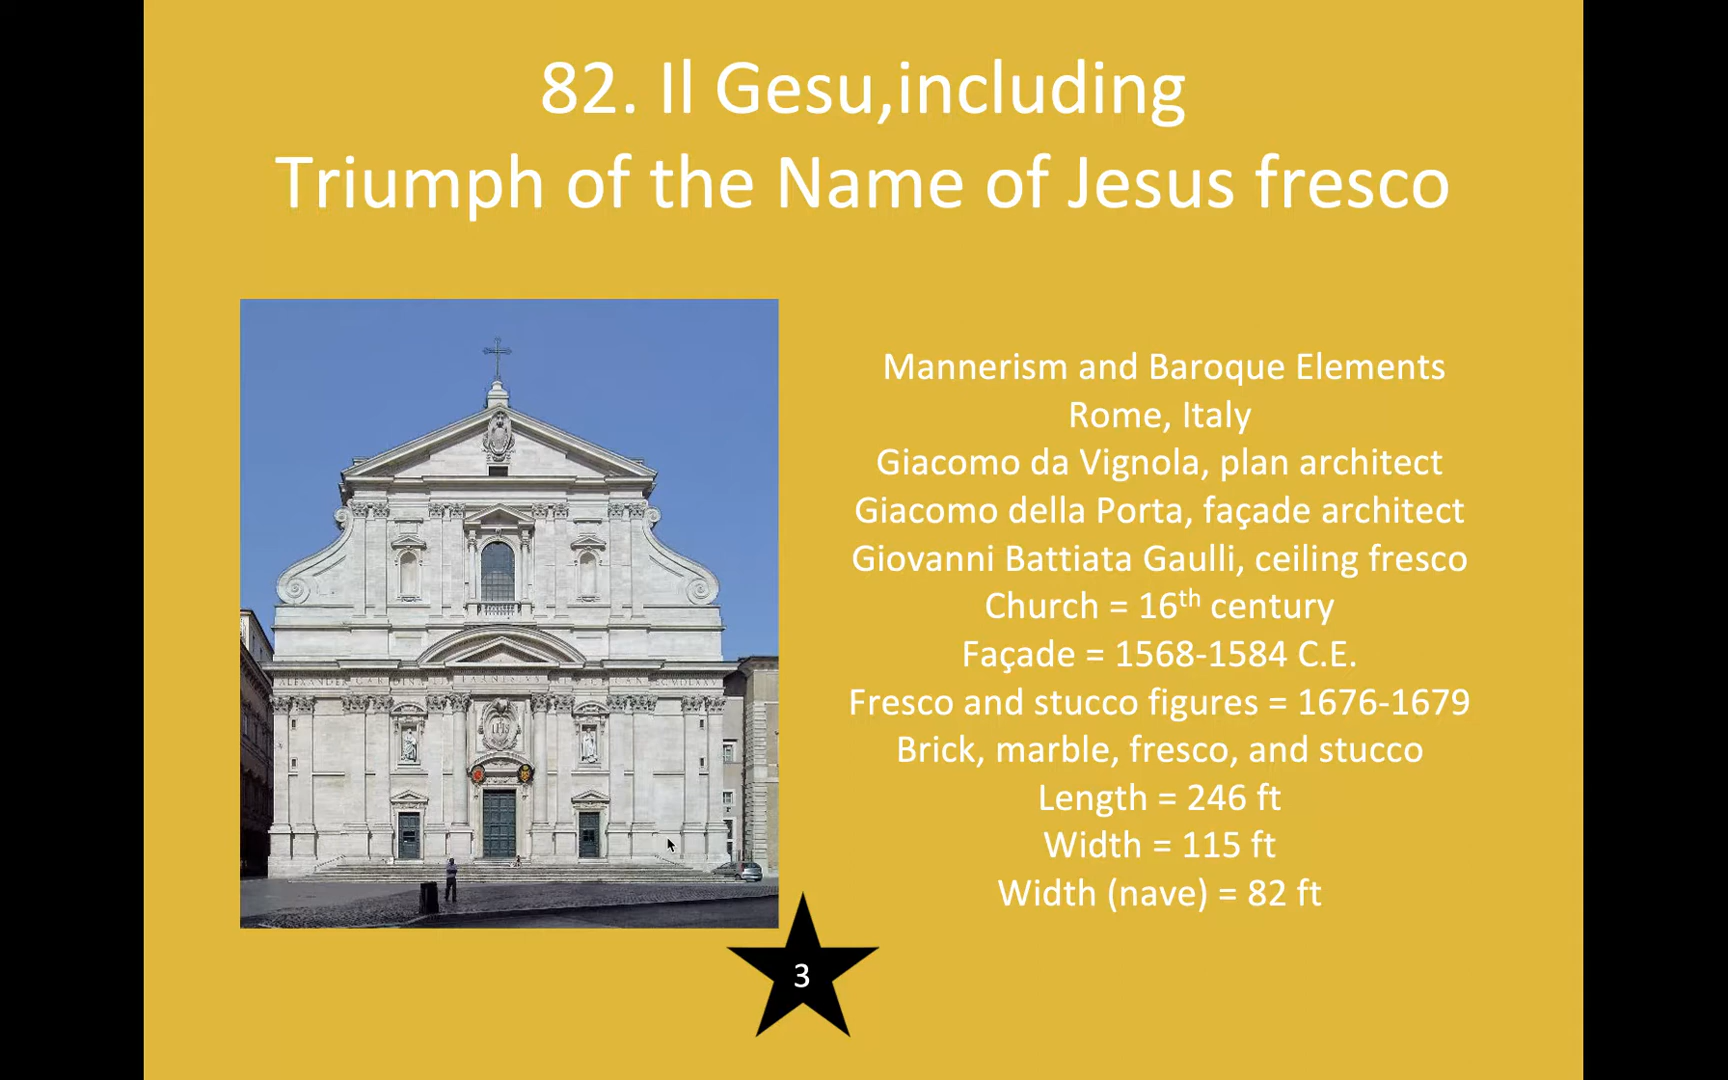 82. Il Gesu,including
Triumph of the Name of Jesus fresco
Mannerism and Baroque Elements
Rome, Italy
Giacomo da Vignola, plan architect
Giacomo della Porta, façade architect
Giovanni Battiata Gaulli, ceiling fresco
Church = 16th century
Façade = 1568-1584 C.E.
Fresco and stucco figures = 1676-1679
Brick, marble, fresco, and stucco
Length = 246 ft
Width = 115 ft
Width (nave) = 82 ft
IHS
3